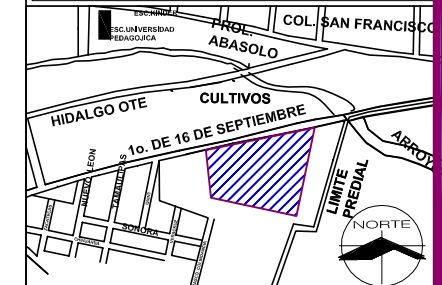 ESC.KINDER
ESC.UNIVERSIDAD
PEDAGOJICA
PROL.
ABASOLO
COL. SAN FRANCISCO
HIDALGO OTE
CULTIVOS
1o. DE 16 DE SEPTIEMBRE
ARROY
NUEVO LEON
TAMAULIPAS
SONORA
LIMITE
PREDIAL
NORTE